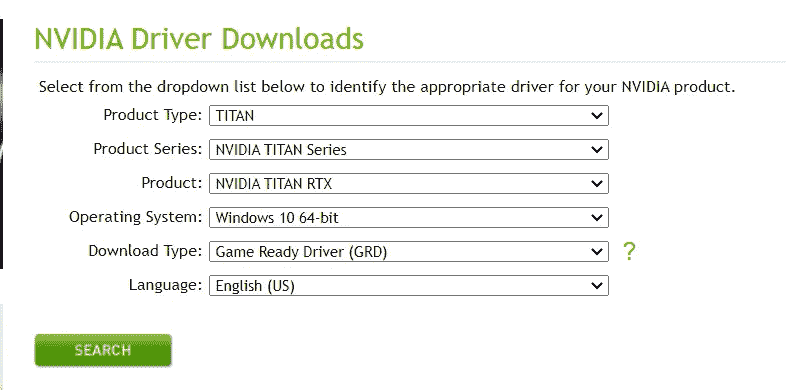 NVIDIA Driver Downloads
Select from the dropdown list below to identify the appropriate driver for your NVIDIA product.
Product Type: TITAN
Product Series: NVIDIA TITAN Series
Product: NVIDIA TITAN RTX
Operating System: Windows 10 64-bit
Download Type: Game Ready Driver (GRD) ?
Language: English (US)
SEARCH